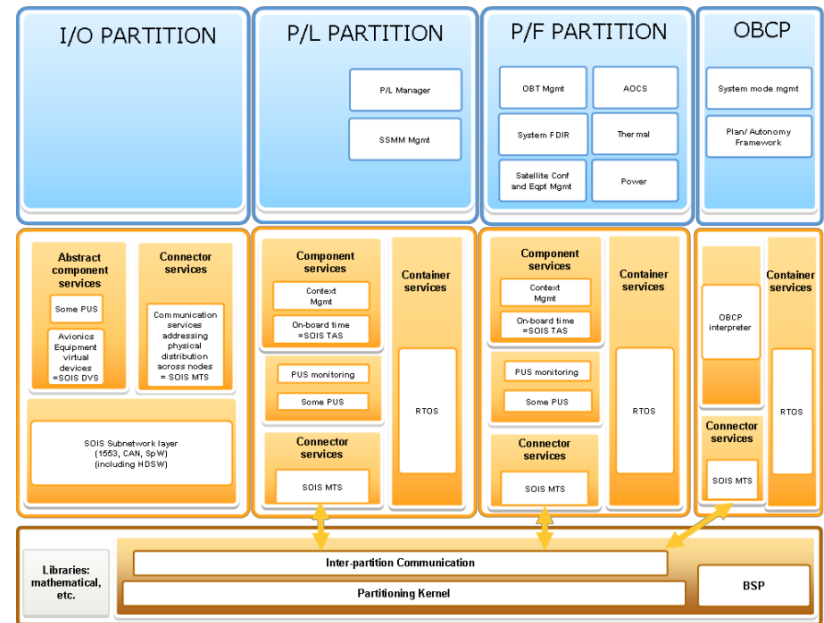 I/O PARTITION
P/L PARTITION
P/L Manager
SSMM Mgmt
P/F PARTITION
OBT Mgmt
AOCS
System FDIR
Thermal
Satellite Conf
and Eqpt Mgmt
Power
OBCP
System mode mgmt
Plan/ Autonomy
Framework
Abstract
component
services
Some PUS
Avionics
Equipment
virtual
devices
=SOIS DVS
Connector
services
Communication
services
addressing
physical
distribution
across nodes
= SOIS MTS
SOIS Subnetwork layer
(1553, CAN, SpW)
(including HDSW)
Component
services
Context
Mgmt
On-board time
=SOIS TAS
PUS monitoring
Some PUS
Connector
services
SOIS MTS
Container
services
RTOS
Component
services
Context
Mgmt
On-board time
=SOIS TAS
PUS monitoring
Some PUS
Connector
services
SOIS MTS
Container
services
RTOS
OBCP
interpreter
Connector
services
SOIS MTS
Container
services
RTOS
Libraries:
mathematical,
etc.
Inter-partition Communication
Partitioning Kernel
BSP